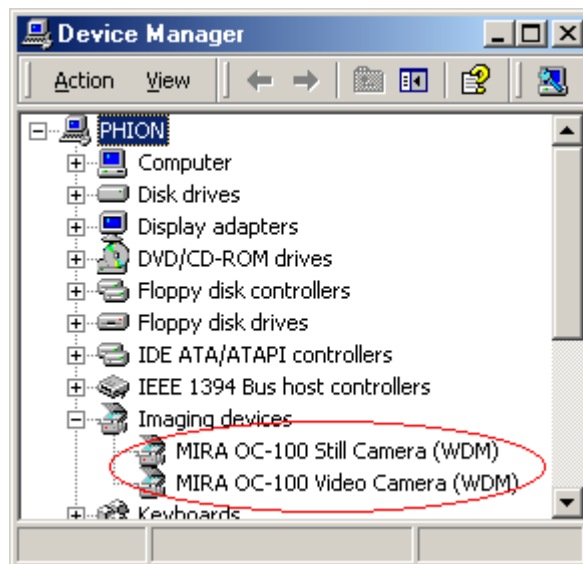 Device Manager
Action View
PHION
Computer
Disk drives
Display adapters
DVD/CD-ROM drives
Floppy disk controllers
Floppy disk drives
IDE ATA/ATAPI controllers
IEEE 1394 Bus host controllers
Imaging devices
MIRA OC-100 Still Camera (WDM)
MIRA OC-100 Video Camera (WDM)
Keyboards